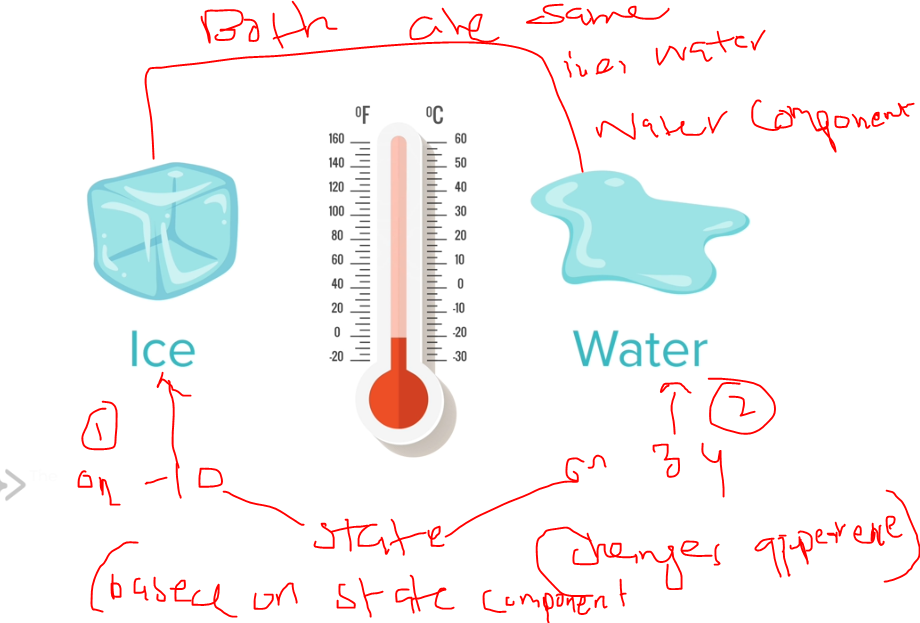 Both are same
i.e, water
Water Component
°F °C
160 60
140 50
120 40
100 30
80 20
60 10
40 0
20 -10
0 -20
-20 -30
Ice Water
1 2
on -10 on 34
state
(based on state component (changes apperene)